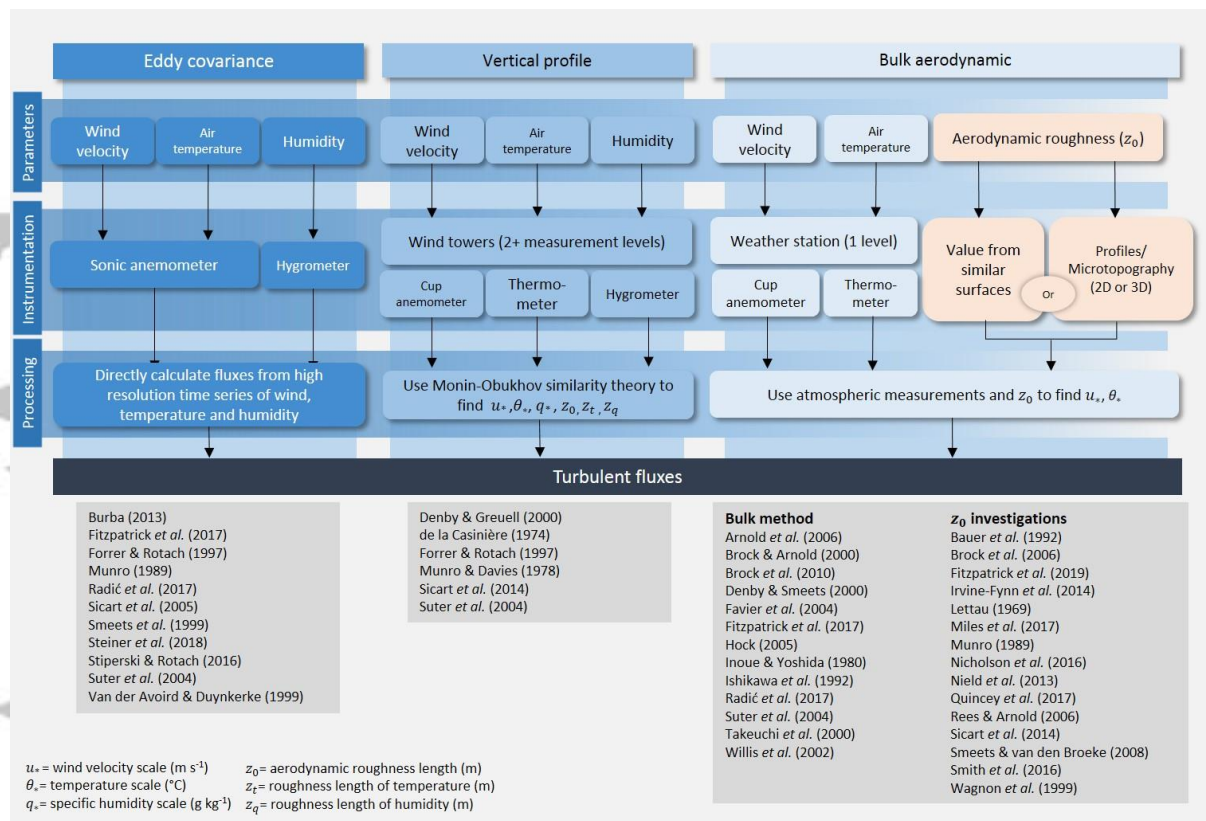 Eddy covariance
Vertical profile
Bulk aerodynamic
Parameters
Wind
velocity
Air
temperature
Humidity
Wind
velocity
Air
temperature
Humidity
Wind
velocity
Air
temperature
Aerodynamic roughness (z₀)
Instrumentation
Sonic anemometer
Hygrometer
Wind towers (2+ measurement levels)
Cup
anemometer
Thermo-
meter
Hygrometer
Weather station (1 level)
Cup
anemometer
Thermo-
meter
Value from
similar
surfaces
Or
Profiles/
Microtopography
(2D or 3D)
Processing
Directly calculate fluxes from high
resolution time series of wind,
temperature and humidity
Use Monin-Obukhov similarity theory to
find u*,θ*, q*, z₀, zt , zq
Use atmospheric measurements and z₀ to find u*, θ*
Turbulent fluxes
Burba (2013)
Fitzpatrick et al. (2017)
Forrer & Rotach (1997)
Munro (1989)
Radić et al. (2017)
Sicart et al. (2005)
Smeets et al. (1999)
Steiner et al. (2018)
Stiperski & Rotach (2016)
Suter et al. (2004)
Van der Avoird & Duynkerke (1999)
Denby & Greuell (2000)
de la Casinière (1974)
Forrer & Rotach (1997)
Munro & Davies (1978)
Sicart et al. (2014)
Suter et al. (2004)
Bulk method
Arnold et al. (2006)
Brock & Arnold (2000)
Brock et al. (2010)
Denby & Smeets (2000)
Favier et al. (2004)
Fitzpatrick et al. (2017)
Hock (2005)
Inoue & Yoshida (1980)
Ishikawa et al. (1992)
Radić et al. (2017)
Suter et al. (2004)
Takeuchi et al. (2000)
Willis et al. (2002)
z₀ investigations
Bauer et al. (1992)
Brock et al. (2006)
Fitzpatrick et al. (2019)
Irvine-Fynn et al. (2014)
Lettau (1969)
Miles et al. (2017)
Munro (1989)
Nicholson et al. (2016)
Nield et al. (2013)
Quincey et al. (2017)
Rees & Arnold (2006)
Sicart et al. (2014)
Smeets & van den Broeke (2008)
Smith et al. (2016)
Wagnon et al. (1999)
u*= wind velocity scale (m s⁻¹)
θ*= temperature scale (°C)
q*= specific humidity scale (g kg⁻¹)
z₀= aerodynamic roughness length (m)
zt= roughness length of temperature (m)
zq= roughness length of humidity (m)